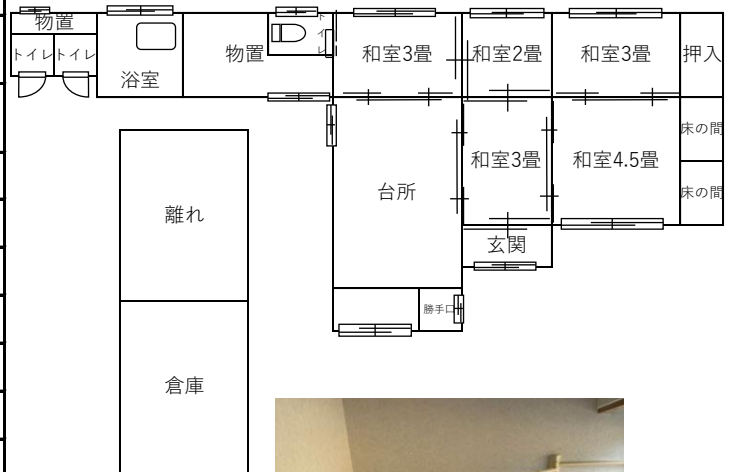 物置
トイレ
トイレ
浴室
物置
トイレ
和室3畳
和室2畳
和室3畳
押入
床の間
床の間
和室3畳
和室4.5畳
台所
玄関
勝手口
離れ
倉庫